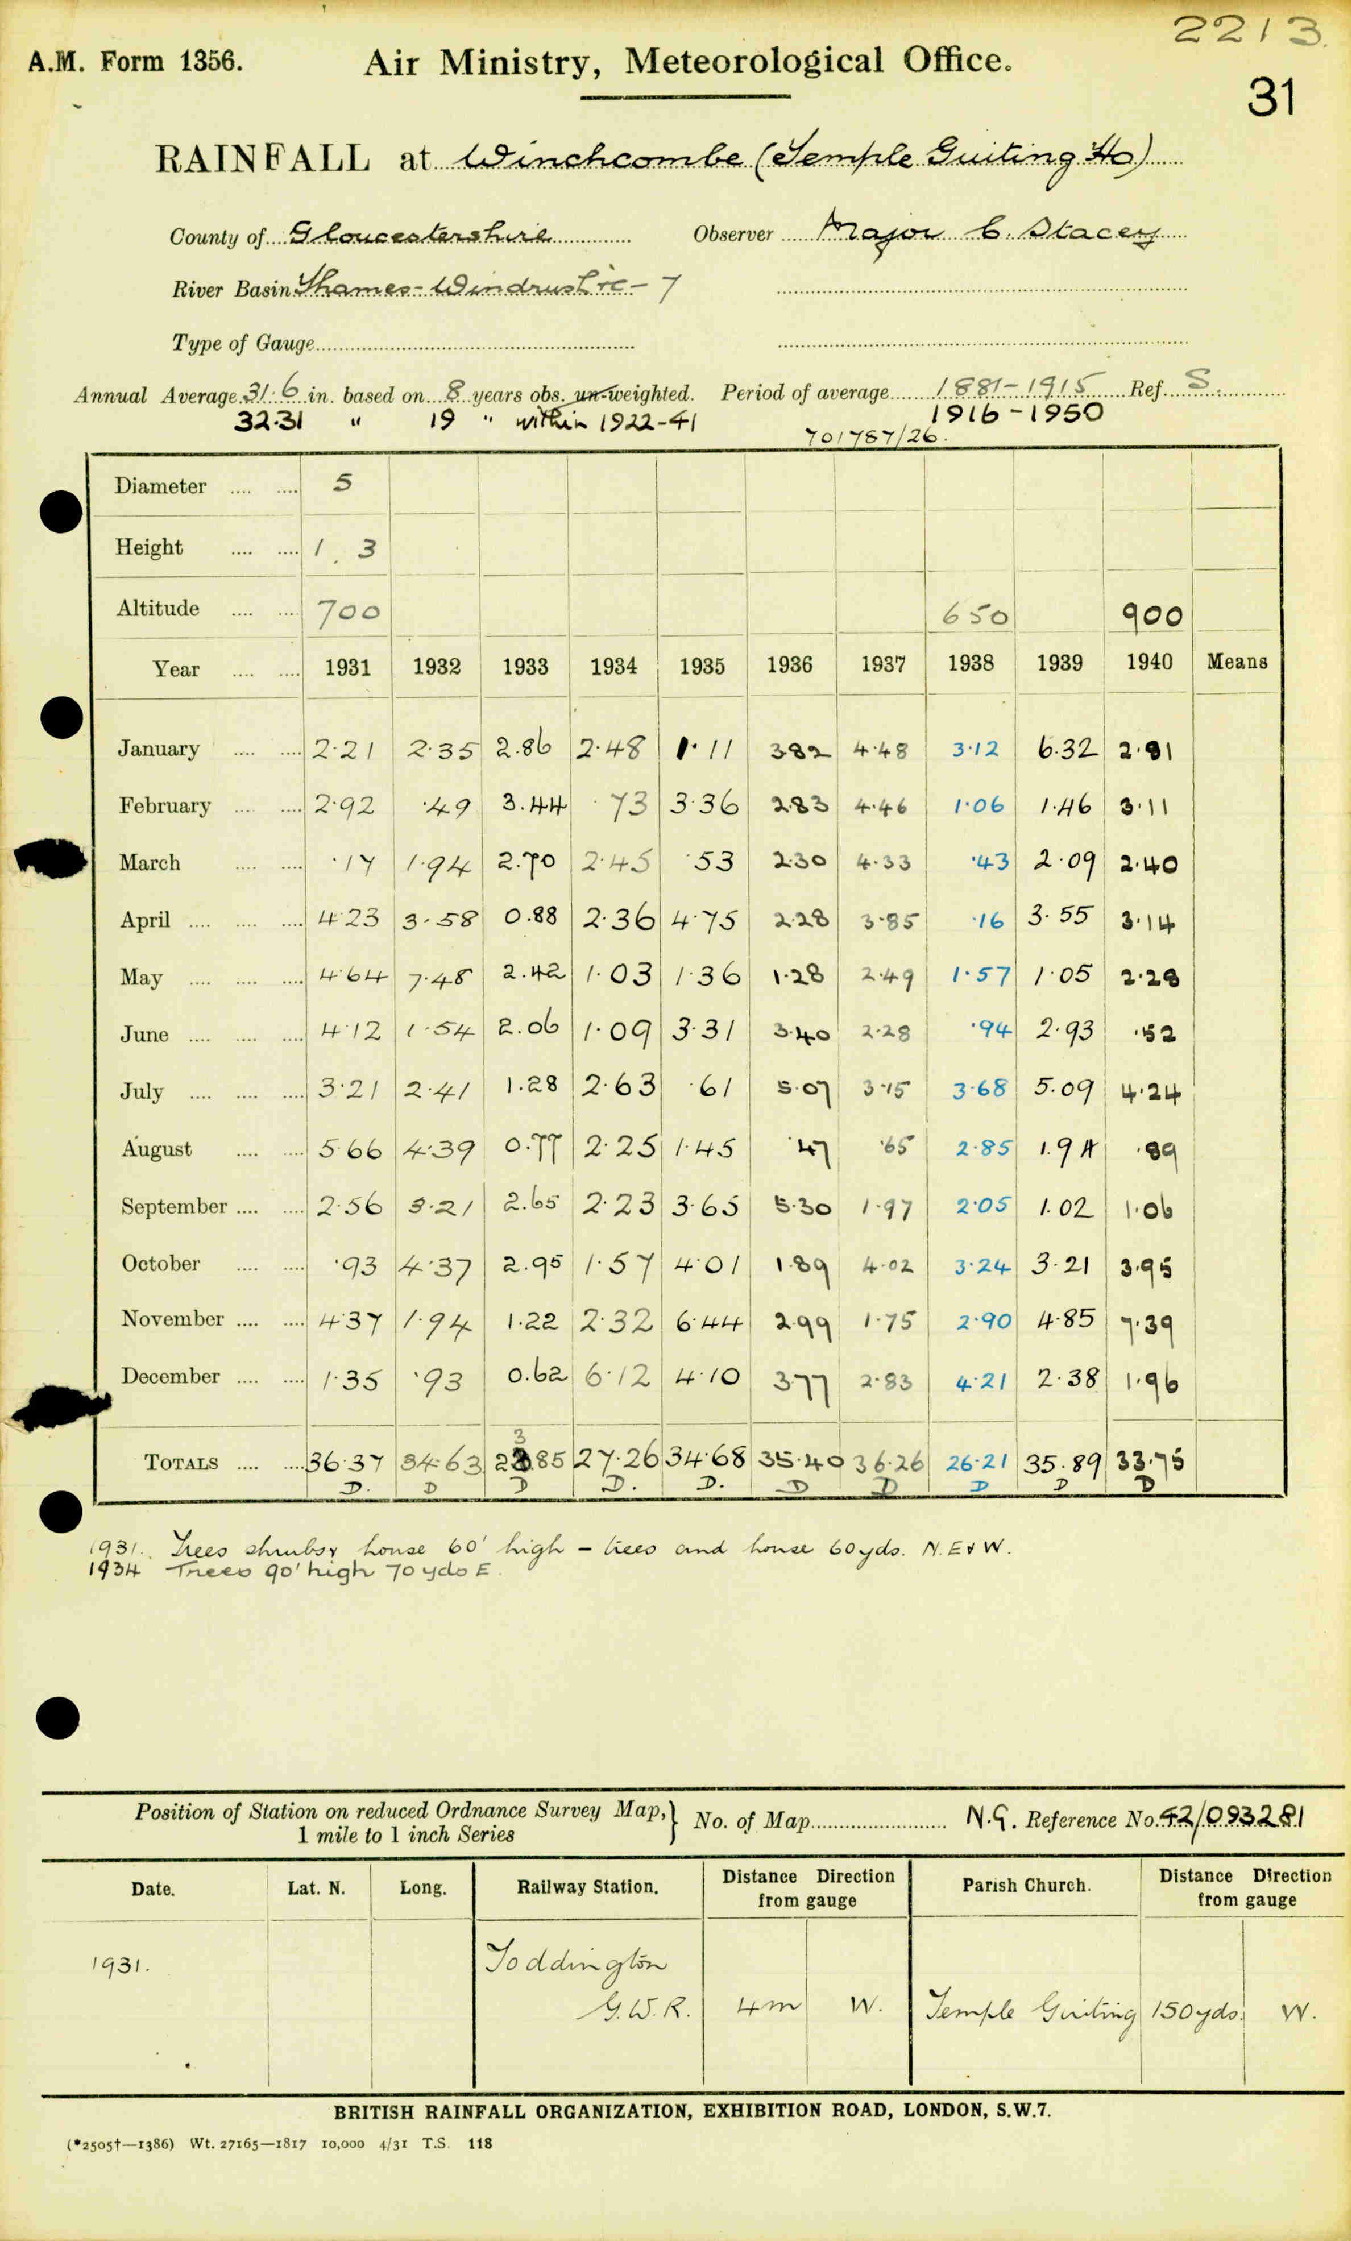 2213.
A.M. Form 1356.
Air Ministry, Meteorological Office.
31
RAINFALL at Winchcombe (Temple Guiting Ho)
County of Gloucestershire Observer Major C. Stacey
River Basin Thames - Windrush &c - 7
Type of Gauge
Annual Average 31.6 in. based on 8 years obs. un-weighted. Period of average 1881-1915 Ref. S.
32.31 " 19 " within 1922-41 1916-1950
701787/26.
Diameter 5
Height 1. 3
Altitude 700 650 900
Year 1931 1932 1933 1934 1935 1936 1937 1938 1939 1940 Means
January 2.21 2.35 2.86 2.48 1.11 3.82 4.48 3.12 6.32 2.81
February 2.92 .49 3.44 .73 3.36 2.83 4.46 1.06 1.46 3.11
March .17 1.94 2.70 2.45 .53 2.30 4.33 .43 2.09 2.40
April 4.23 3.58 0.88 2.36 4.75 2.28 3.85 .16 3.55 3.14
May 4.64 7.48 2.42 1.03 1.36 1.28 2.49 1.57 1.05 2.28
June 4.12 1.54 2.06 1.09 3.31 3.40 2.28 .94 2.93 .52
July 3.21 2.41 1.28 2.63 .61 5.07 3.15 3.68 5.09 4.24
August 5.66 4.39 0.77 2.25 1.45 .47 .65 2.85 1.94 .89
September 2.56 3.21 2.65 2.23 3.65 5.30 1.97 2.05 1.02 1.06
October .93 4.37 2.95 1.57 4.01 1.89 4.02 3.24 3.21 3.95
November 4.37 1.94 1.22 2.32 6.44 2.99 1.75 2.90 4.85 7.39
December 1.35 .93 0.62 6.12 4.10 3.77 2.83 4.21 2.38 1.96
TOTALS 36.37 34.63 23.85 27.26 34.68 35.40 36.26 26.21 35.89 33.75
D. D D D. D. D D D D D
1931. Trees shrubs & house 60' high - trees and house 60 yds. N.E & W.
1934 Trees 90' high 70 yds E.
Position of Station on reduced Ordnance Survey Map, 1 mile to 1 inch Series } No. of Map N.G. Reference No. 42/093281
Date. Lat. N. Long. Railway Station. Distance Direction from gauge Parish Church. Distance Direction from gauge
1931. Toddington
G.W.R. 4m W. Temple Guiting 150yds. W.
BRITISH RAINFALL ORGANIZATION, EXHIBITION ROAD, LONDON, S.W.7.
(*2505†—1386) Wt. 27165—1817 10,000 4/31 T.S. 118